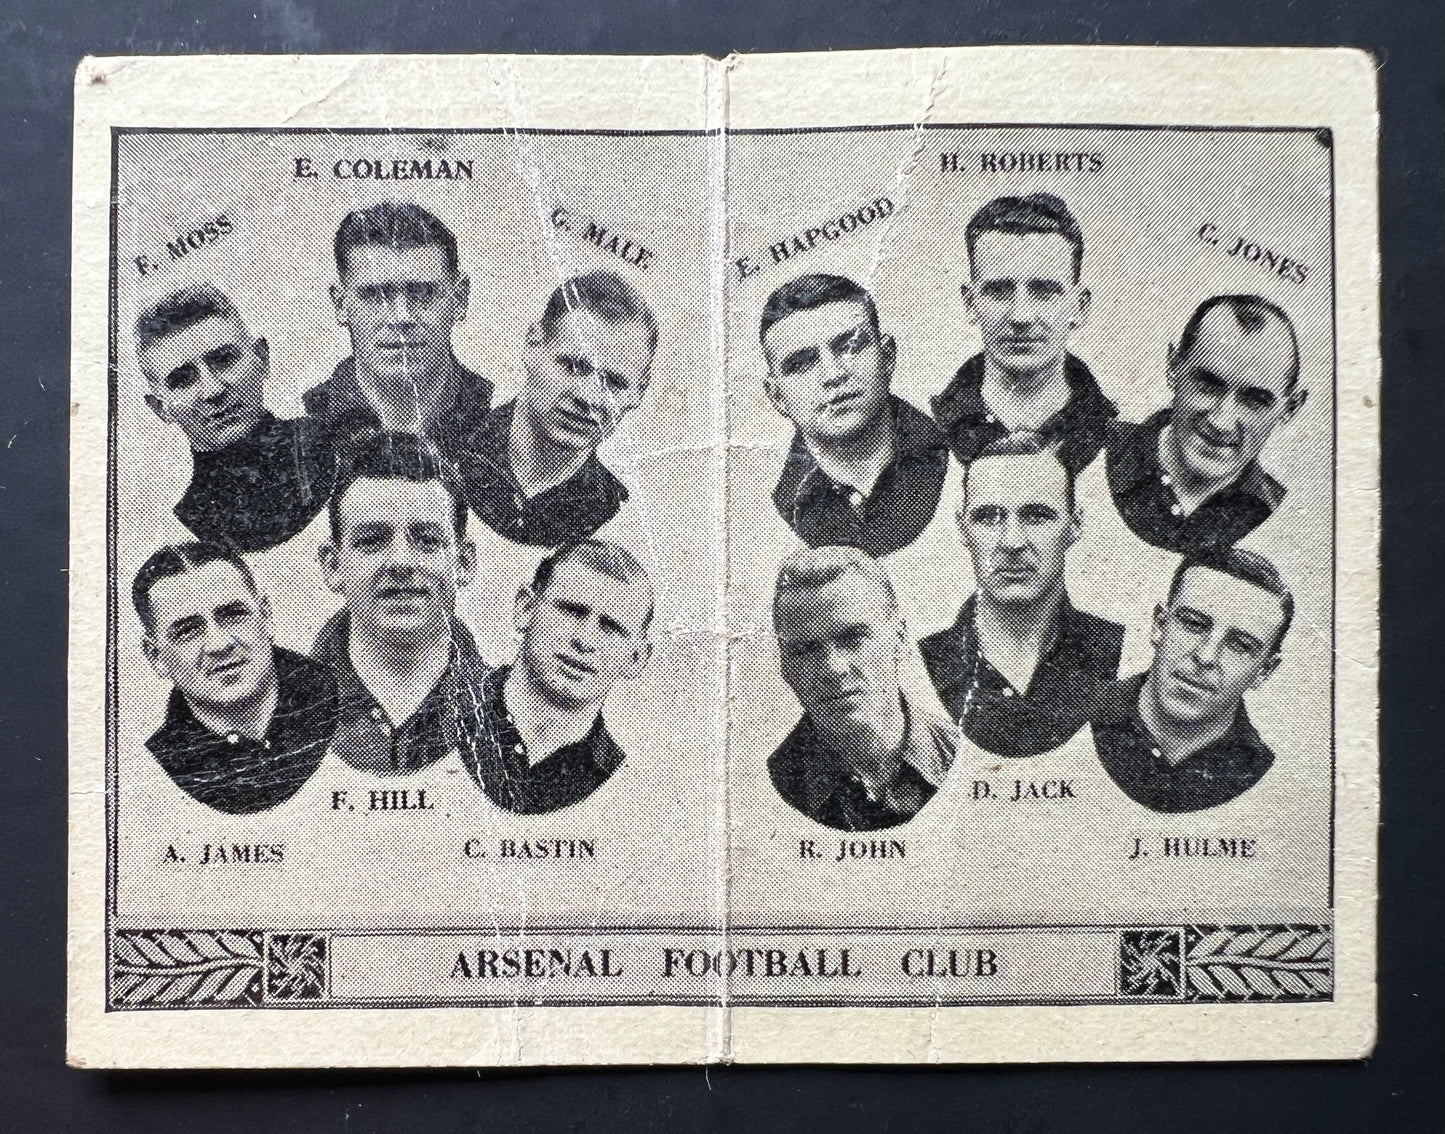 E. COLEMAN
F. MOSS
G. MALE
A. JAMES
F. HILL
C. BASTIN
H. ROBERTS
E. HAPGOOD
C. JONES
R. JOHN
D. JACK
J. HULME
ARSENAL FOOTBALL CLUB